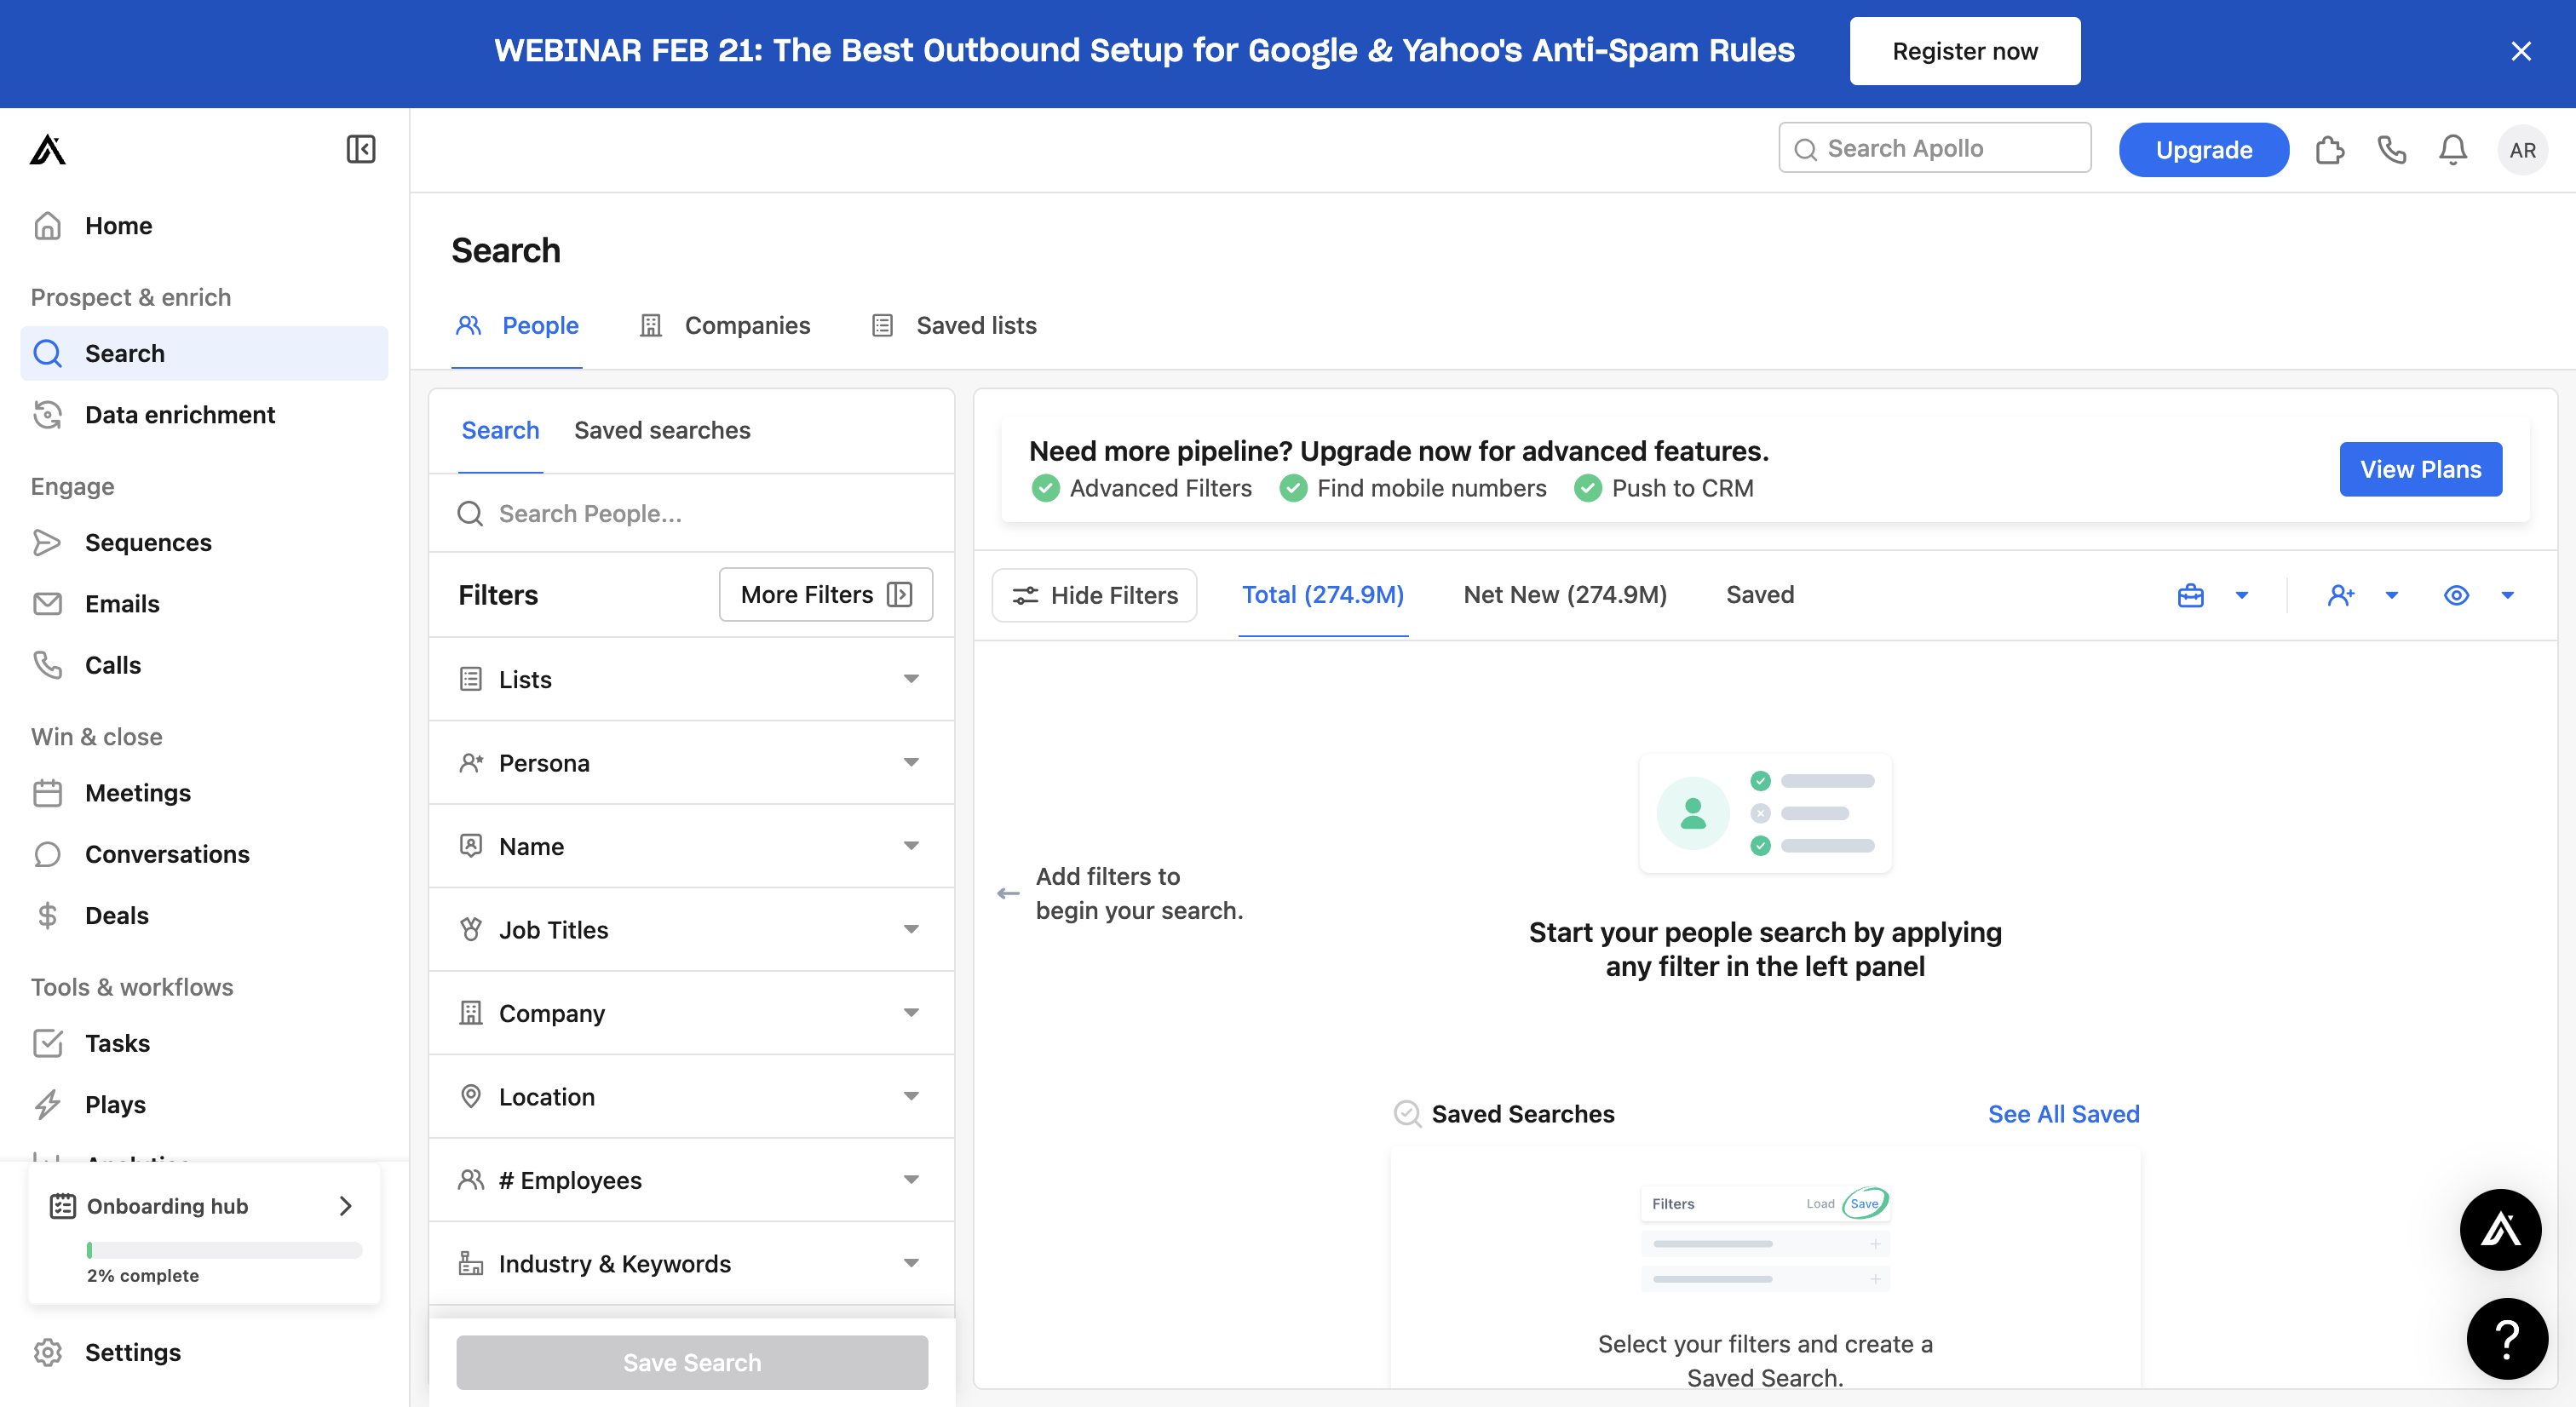 WEBINAR FEB 21: The Best Outbound Setup for Google & Yahoo's Anti-Spam Rules
Register now
Search Apollo
Upgrade
AR
Home
Prospect & enrich
Search
Data enrichment
Engage
Sequences
Emails
Calls
Win & close
Meetings
Conversations
Deals
Tools & workflows
Tasks
Plays
Onboarding hub
2% complete
Settings
Search
People
Companies
Saved lists
Search
Saved searches
Search People...
Filters
More Filters
Lists
Persona
Name
Job Titles
Company
Location
# Employees
Industry & Keywords
Save Search
Need more pipeline? Upgrade now for advanced features.
Advanced Filters
Find mobile numbers
Push to CRM
View Plans
Hide Filters
Total (274.9M)
Net New (274.9M)
Saved
Add filters to
begin your search.
Start your people search by applying
any filter in the left panel
Saved Searches
See All Saved
Filters
Load
Save
Select your filters and create a
Saved Search.
?